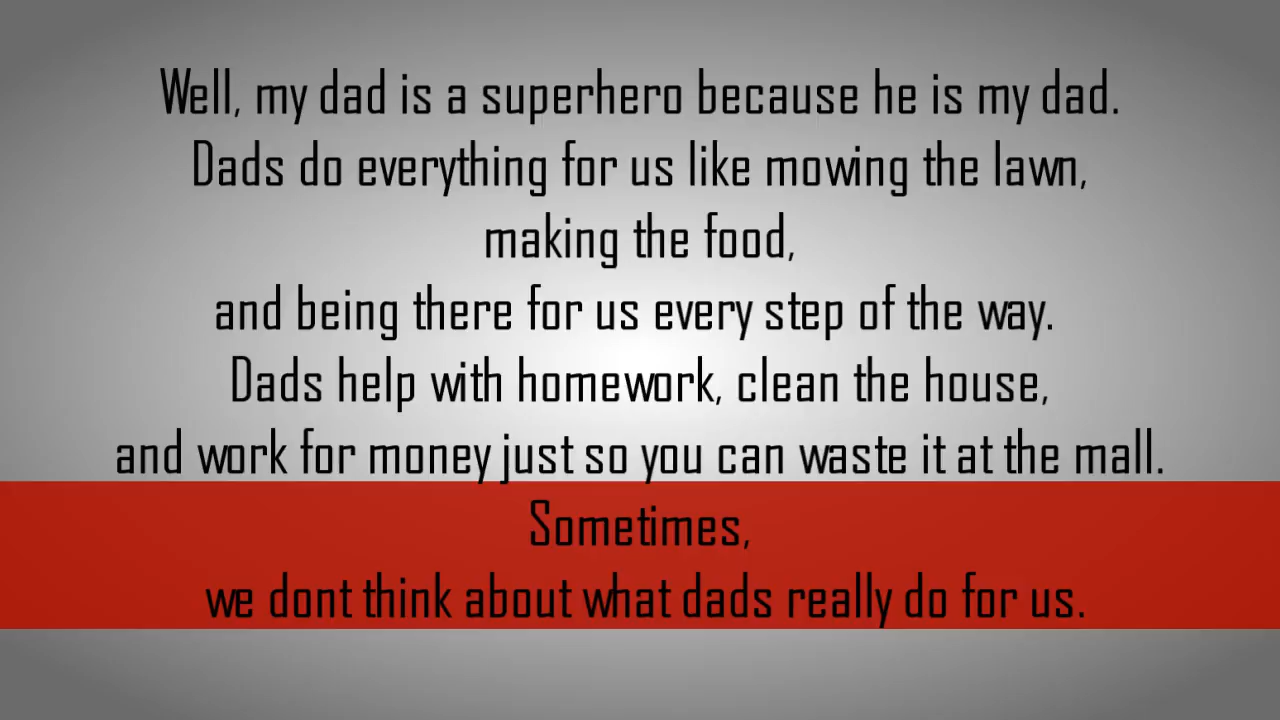 Well, my dad is a superhero because he is my dad.
Dads do everything for us like mowing the lawn,
making the food,
and being there for us every step of the way.
Dads help with homework, clean the house,
and work for money just so you can waste it at the mall.
Sometimes,
we dont think about what dads really do for us.